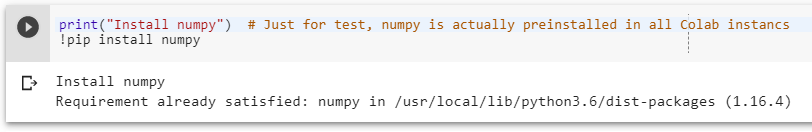 print("Install numpy")  # Just for test, numpy is actually preinstalled in all Colab instancs
!pip install numpy
Install numpy
Requirement already satisfied: numpy in /usr/local/lib/python3.6/dist-packages (1.16.4)